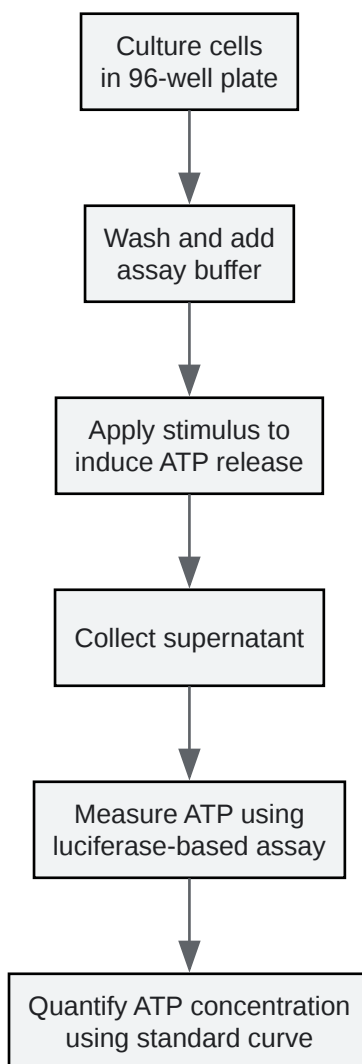 Culture cells
in 96-well plate
Wash and add
assay buffer
Apply stimulus to
induce ATP release
Collect supernatant
Measure ATP using
luciferase-based assay
Quantify ATP concentration
using standard curve